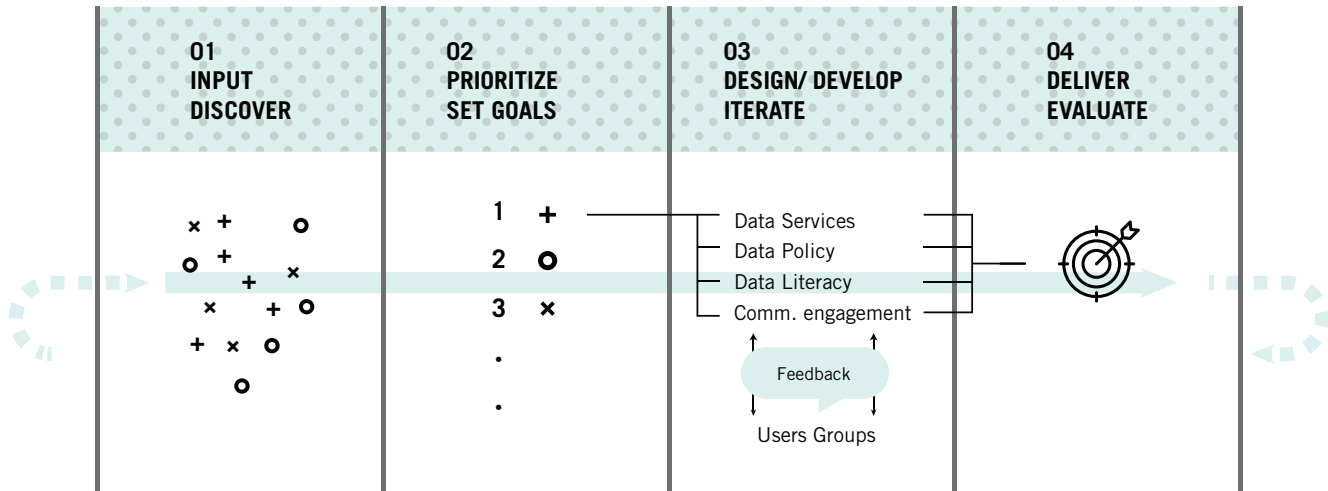 01
INPUT
DISCOVER
02
PRIORITIZE
SET GOALS
03
DESIGN/ DEVELOP
ITERATE
04
DELIVER
EVALUATE
1 +
2
3 ×
.
.
Data Services
Data Policy
Data Literacy
Comm. engagement
Feedback
Users Groups